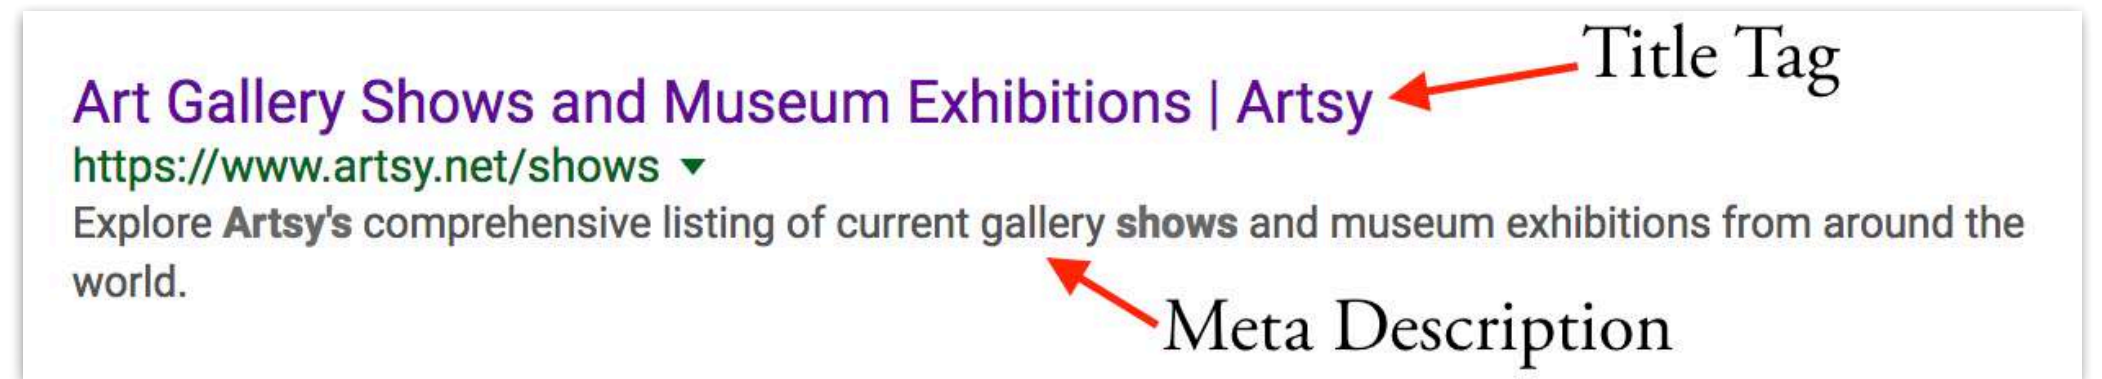 Title Tag
Art Gallery Shows and Museum Exhibitions | Artsy
https://www.artsy.net/shows
Explore Artsy's comprehensive listing of current gallery shows and museum exhibitions from around the
world.
Meta Description